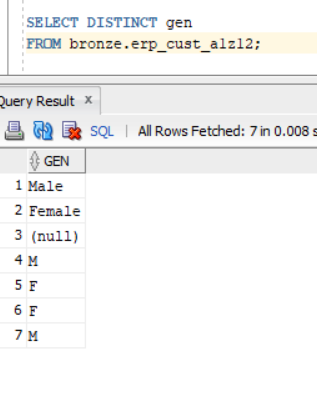 SELECT DISTINCT gen
FROM bronze.erp_cust_a1z12;
Query Result x
SQL | All Rows Fetched: 7 in 0.008 s
GEN
1 Male
2 Female
3 (null)
4 M
5 F
6 F
7 M